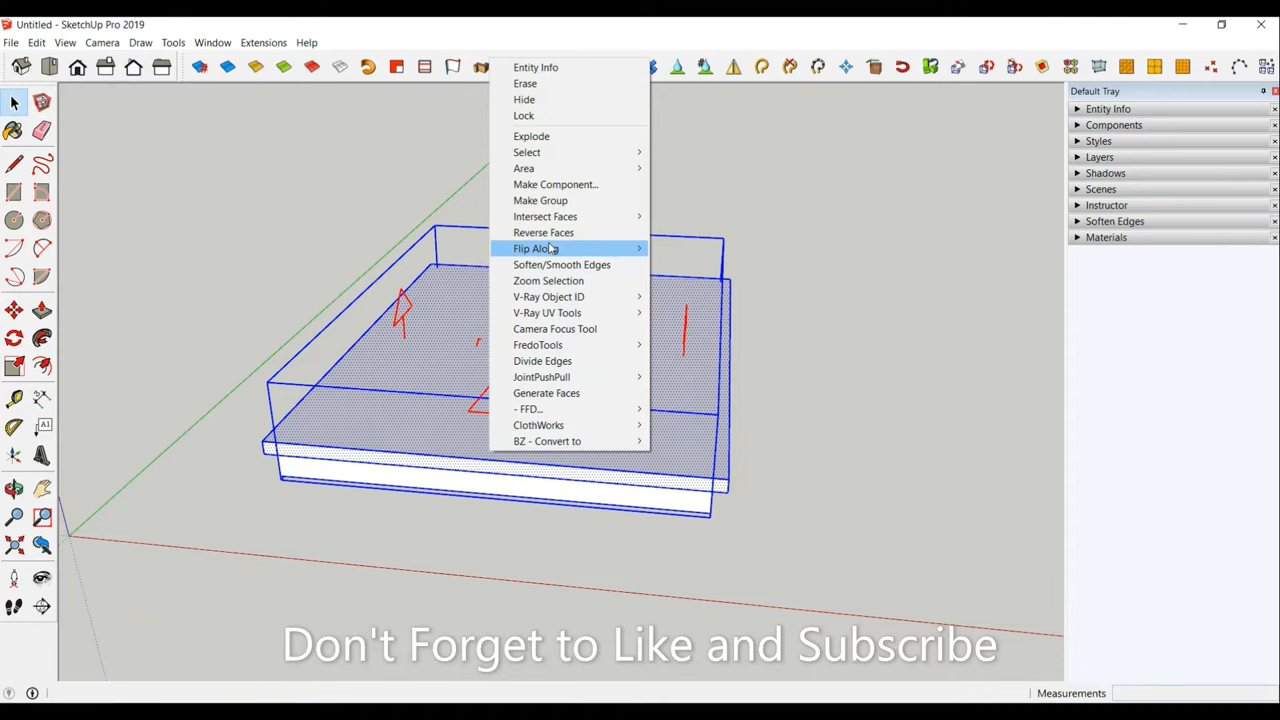 Untitled - SketchUp Pro 2019
File Edit View Camera Draw Tools Window Extensions Help
Entity Info
Erase
Hide
Lock
Explode
Select
Area
Make Component...
Make Group
Intersect Faces
Reverse Faces
Flip Along
Soften/Smooth Edges
Zoom Selection
V-Ray Object ID
V-Ray UV Tools
Camera Focus Tool
FredoTools
Divide Edges
JointPushPull
Generate Faces
- FFD...
ClothWorks
BZ - Convert to
Default Tray
Entity Info
Components
Styles
Layers
Shadows
Scenes
Instructor
Soften Edges
Materials
A1
Don't Forget to Like and Subscribe
Measurements